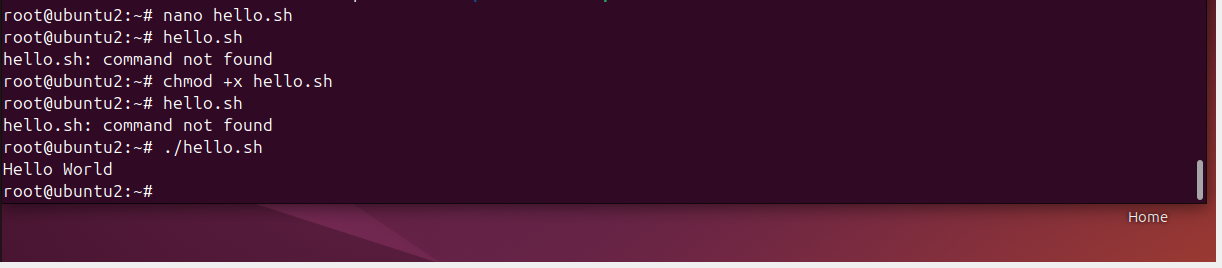 root@ubuntu2:~# nano hello.sh
root@ubuntu2:~# hello.sh
hello.sh: command not found
root@ubuntu2:~# chmod +x hello.sh
root@ubuntu2:~# hello.sh
hello.sh: command not found
root@ubuntu2:~# ./hello.sh
Hello World
root@ubuntu2:~#
Home